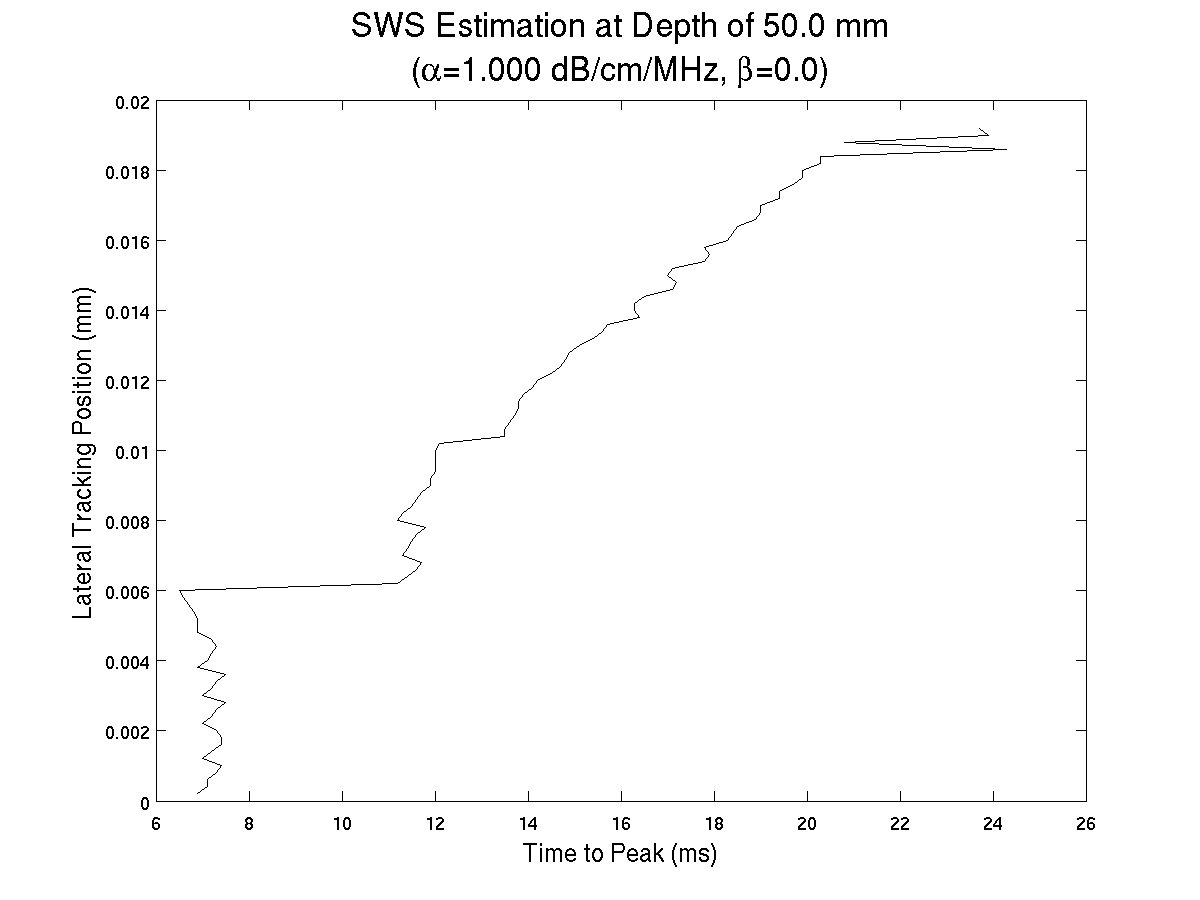 SWS Estimation at Depth of 50.0 mm
(α=1.000 dB/cm/MHz, β=0.0)
0.02
0.018
0.016
0.014
0.012
0.01
0.008
0.006
0.004
0.002
0
Lateral Tracking Position (mm)
6 8 10 12 14 16 18 20 22 24 26
Time to Peak (ms)